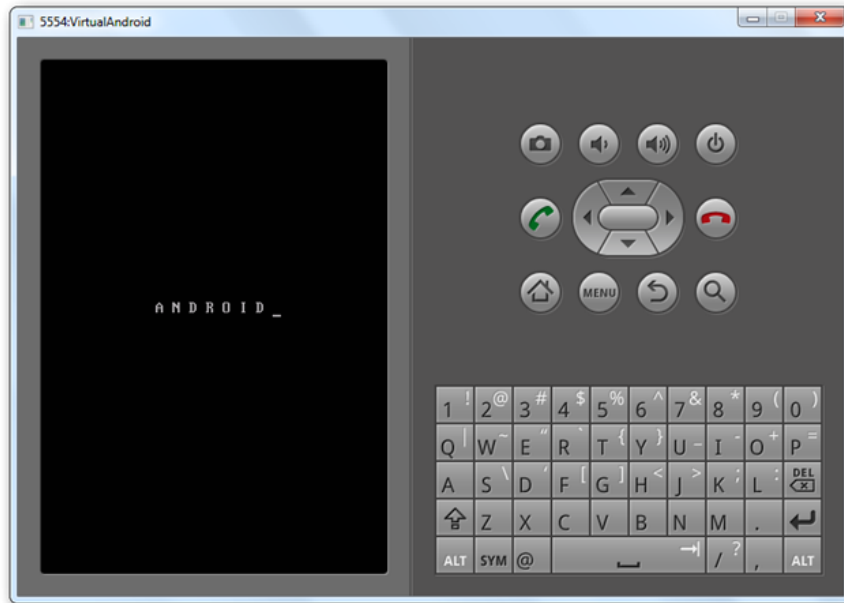 5554:VirtualAndroid
ANDROID_
MENU
1 ! 2 @ 3 # 4 $ 5 % 6 ^ 7 & 8 * 9 ( 0 )
Q | W ~ E “ R ` T { Y } U _ I - O + P =
A S \ D ‘ F [ G ] H < J > K ; L : DEL
Z X C V B N M .
ALT SYM @ / ? , ALT